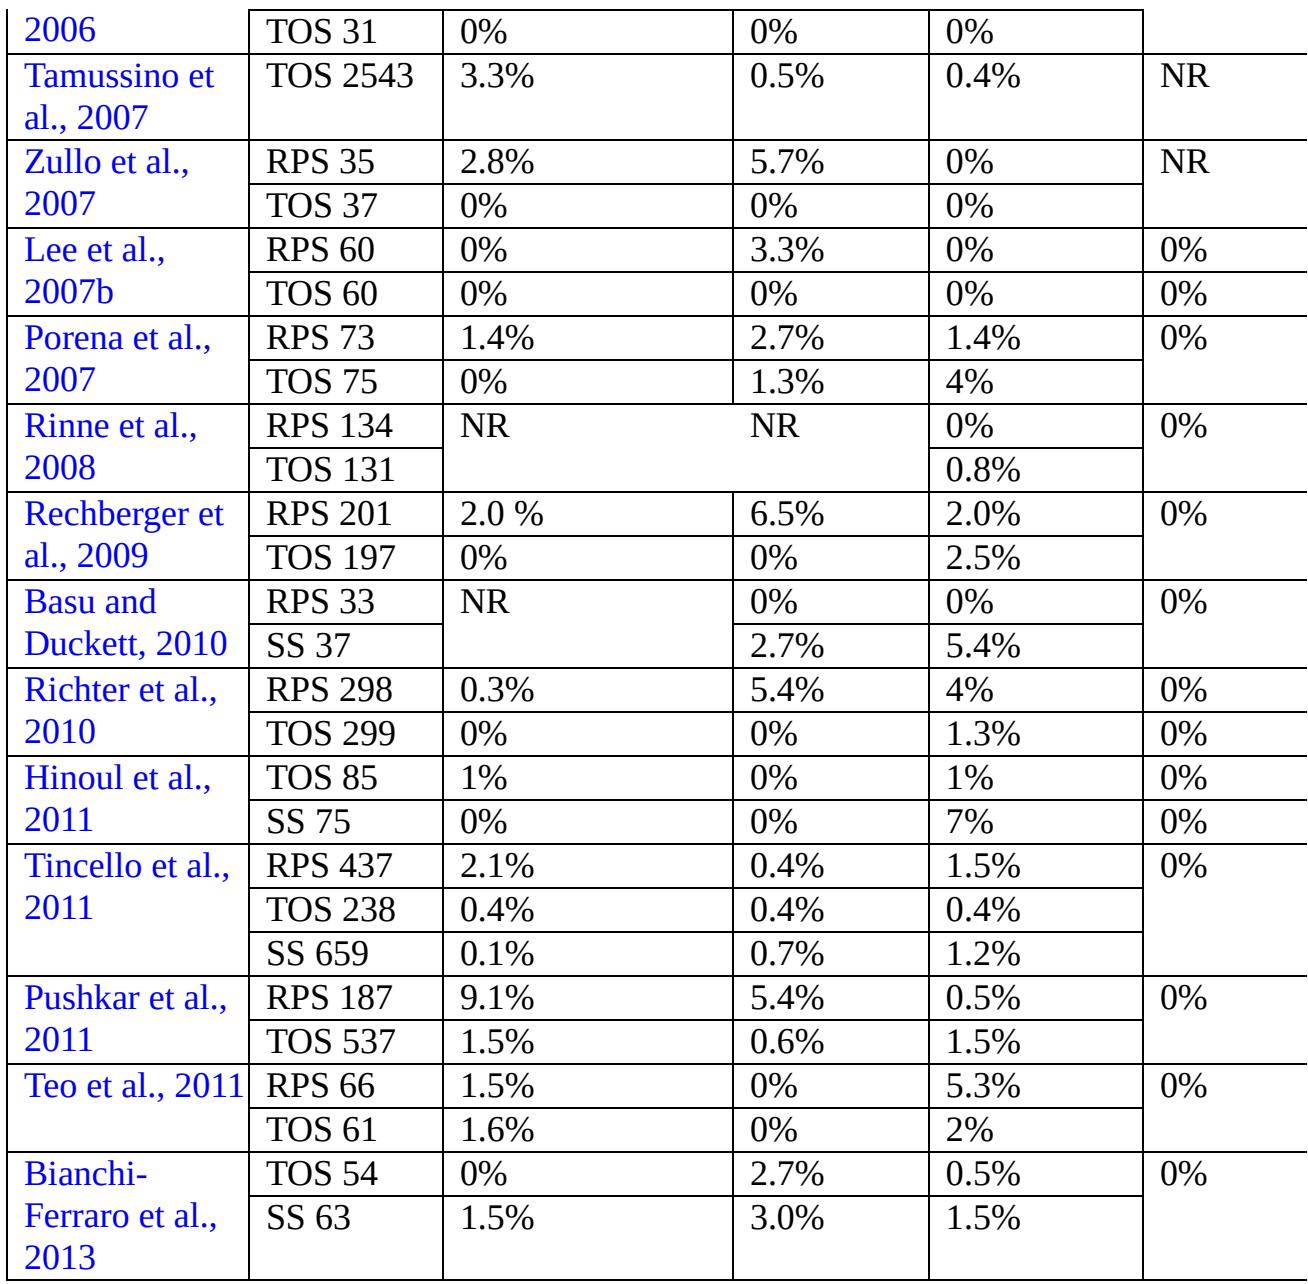 2006 TOS 31 0% 0% 0%
Tamussino et TOS 2543 3.3% 0.5% 0.4% NR
al., 2007
Zullo et al., RPS 35 2.8% 5.7% 0% NR
2007 TOS 37 0% 0% 0%
Lee et al., RPS 60 0% 3.3% 0% 0%
2007b TOS 60 0% 0% 0% 0%
Porena et al., RPS 73 1.4% 2.7% 1.4% 0%
2007 TOS 75 0% 1.3% 4%
Rinne et al., RPS 134 NR NR 0% 0%
2008 TOS 131 0.8%
Rechberger et RPS 201 2.0 % 6.5% 2.0% 0%
al., 2009 TOS 197 0% 0% 2.5%
Basu and RPS 33 NR 0% 0% 0%
Duckett, 2010 SS 37 2.7% 5.4%
Richter et al., RPS 298 0.3% 5.4% 4% 0%
2010 TOS 299 0% 0% 1.3% 0%
Hinoul et al., TOS 85 1% 0% 1% 0%
2011 SS 75 0% 0% 7% 0%
Tincello et al., RPS 437 2.1% 0.4% 1.5% 0%
2011 TOS 238 0.4% 0.4% 0.4%
SS 659 0.1% 0.7% 1.2%
Pushkar et al., RPS 187 9.1% 5.4% 0.5% 0%
2011 TOS 537 1.5% 0.6% 1.5%
Teo et al., 2011 RPS 66 1.5% 0% 5.3% 0%
TOS 61 1.6% 0% 2%
Bianchi- TOS 54 0% 2.7% 0.5% 0%
Ferraro et al., SS 63 1.5% 3.0% 1.5%
2013